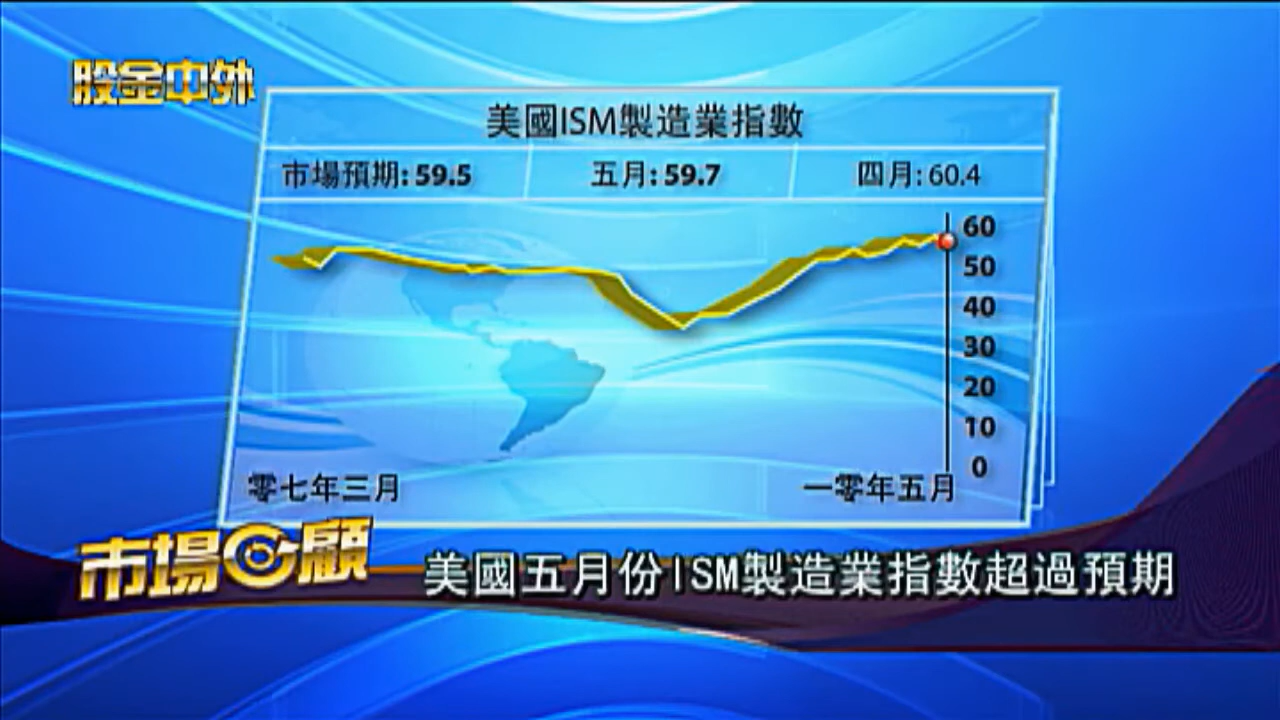 股金中外
美國ISM製造業指數
市場預期: 59.5 五月: 59.7 四月: 60.4
60
50
40
30
20
10
0
零七年三月 一零年五月
市場回顧
美國五月份ISM製造業指數超過預期